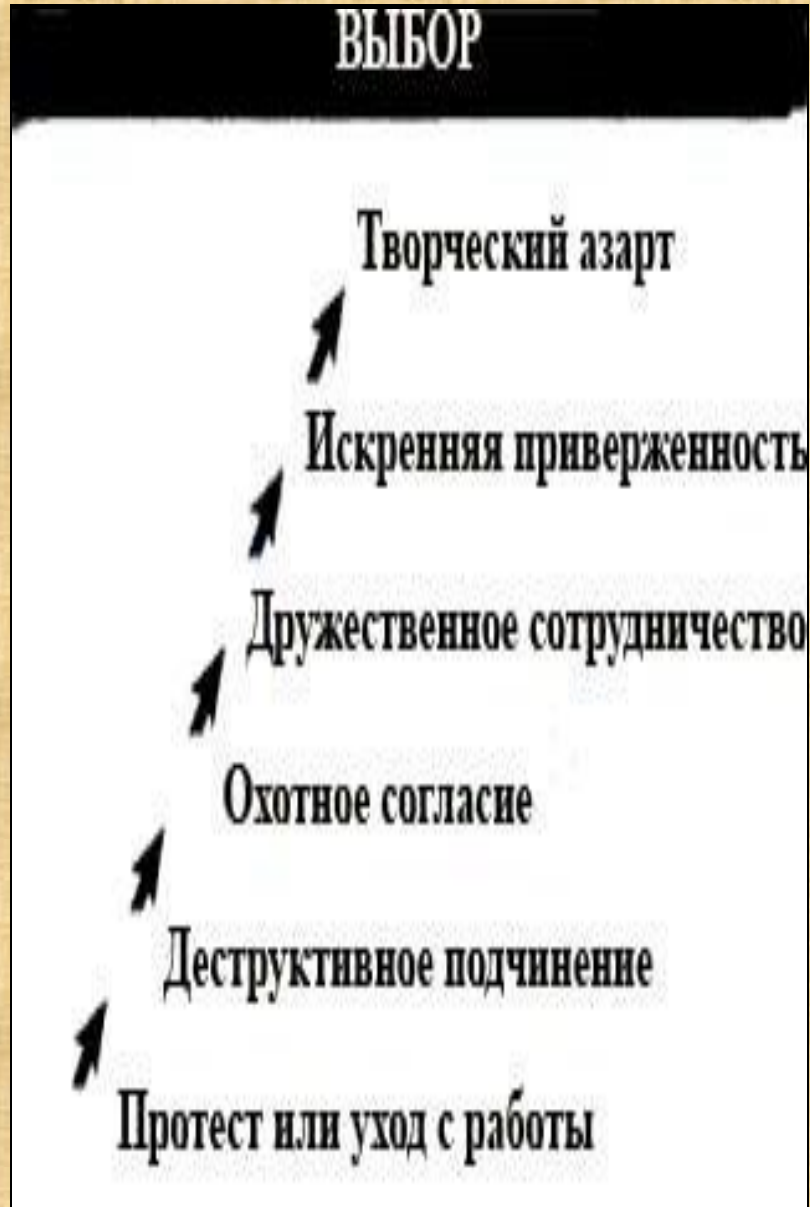 ВЫБОР
Творческий азарт
Искренняя приверженность
Дружественное сотрудничество
Охотное согласие
Деструктивное подчинение
Протест или уход с работы